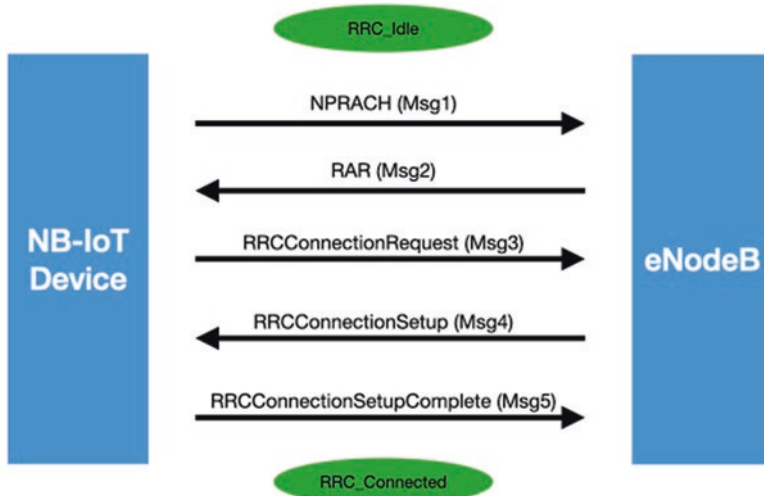 RRC_Idle
NPRACH (Msg1)
RAR (Msg2)
NB-IoT
Device
RRCConnectionRequest (Msg3)
eNodeB
RRCConnectionSetup (Msg4)
RRCConnectionSetupComplete (Msg5)
RRC_Connected